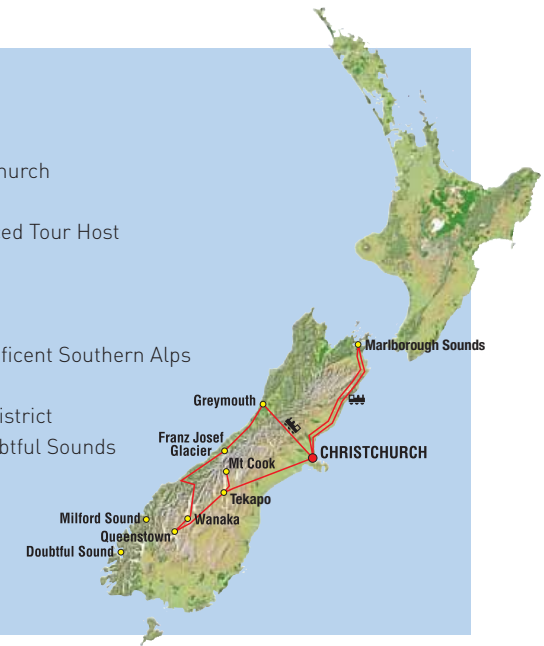 hurch
ed Tour Host
ficent Southern Alps
istrict
btful Sounds
Marlborough Sounds
Greymouth
CHRISTCHURCH
Franz Josef
Glacier
Mt Cook
Tekapo
Milford Sound
Wanaka
Queenstown
Doubtful Sound